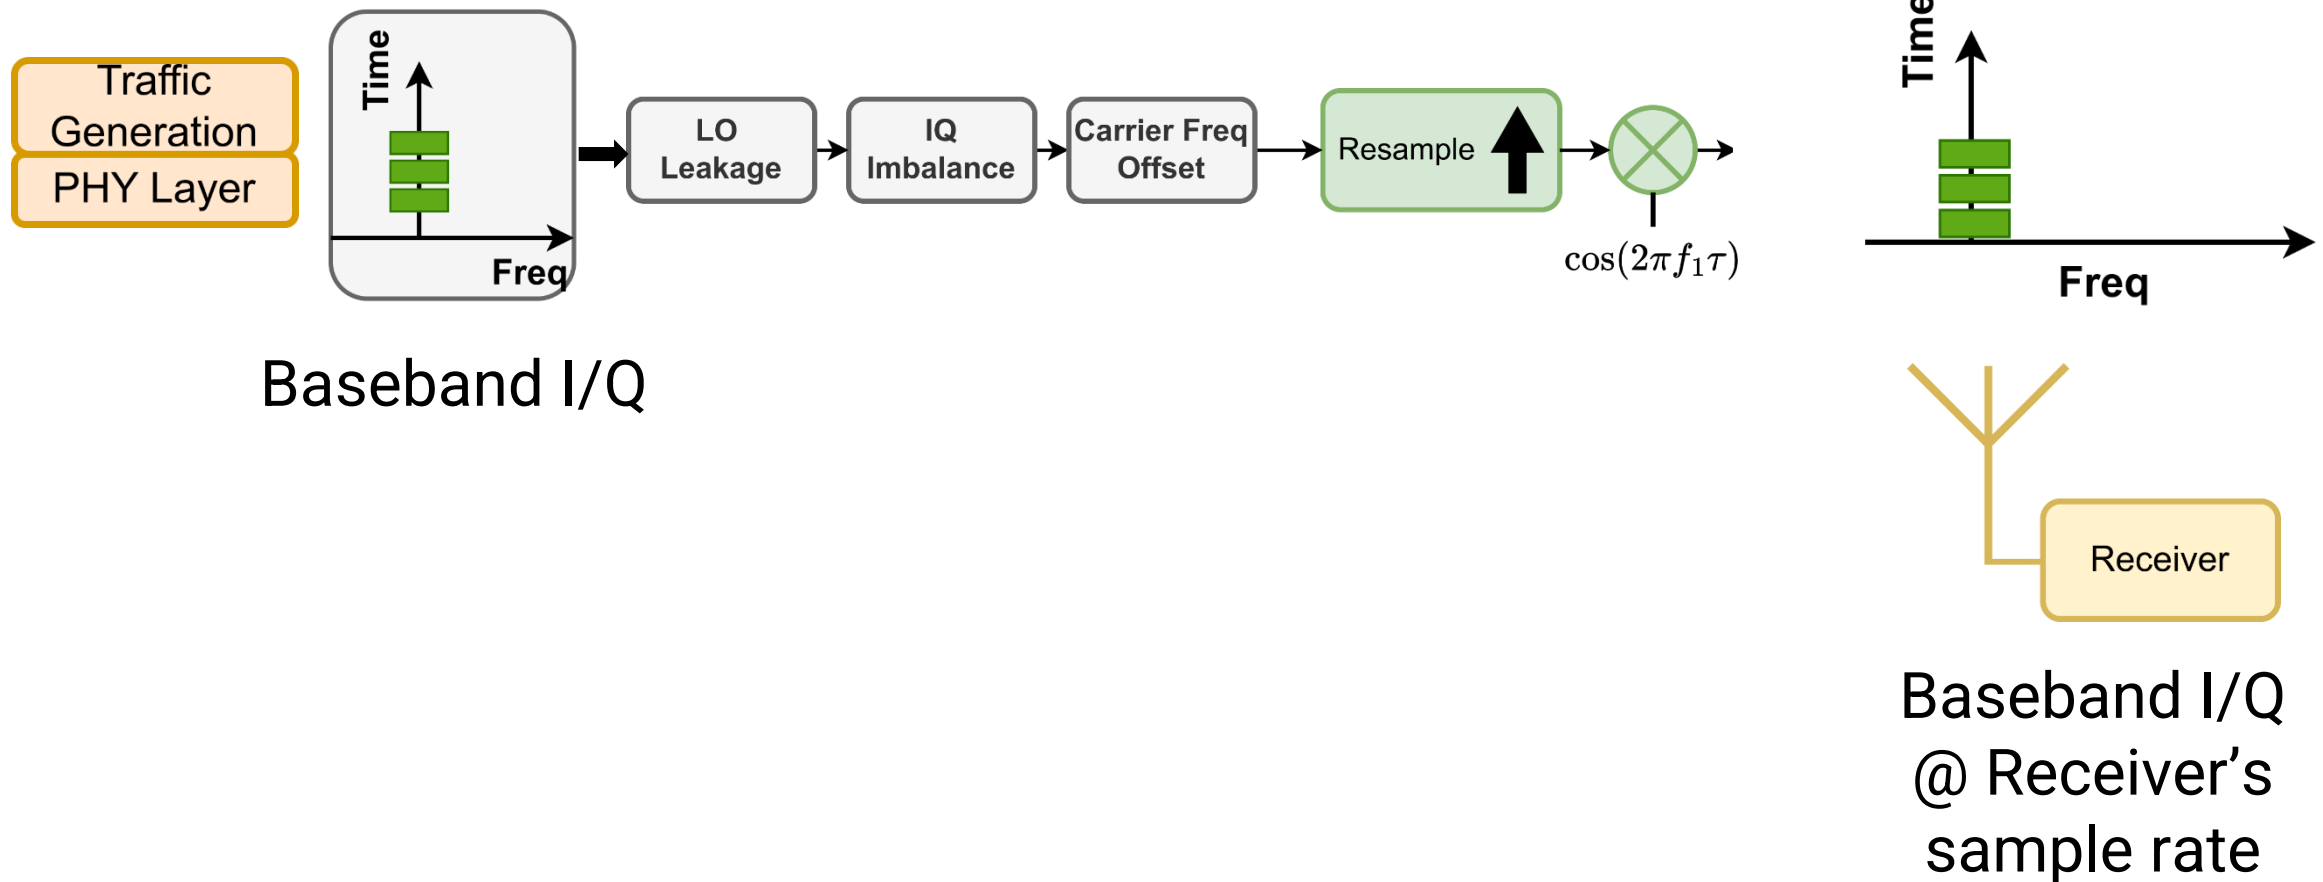 Traffic
Generation
PHY Layer
Time
Freq
Baseband I/Q
LO
Leakage
IQ
Imbalance
Carrier Freq
Offset
Resample
cos(2πf₁τ)
Time
Freq
Receiver
Baseband I/Q
@ Receiver’s
sample rate